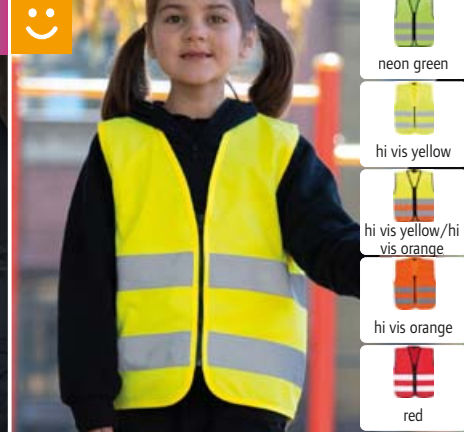 neon green
hi vis yellow
hi vis yellow/hi
vis orange
hi vis orange
red